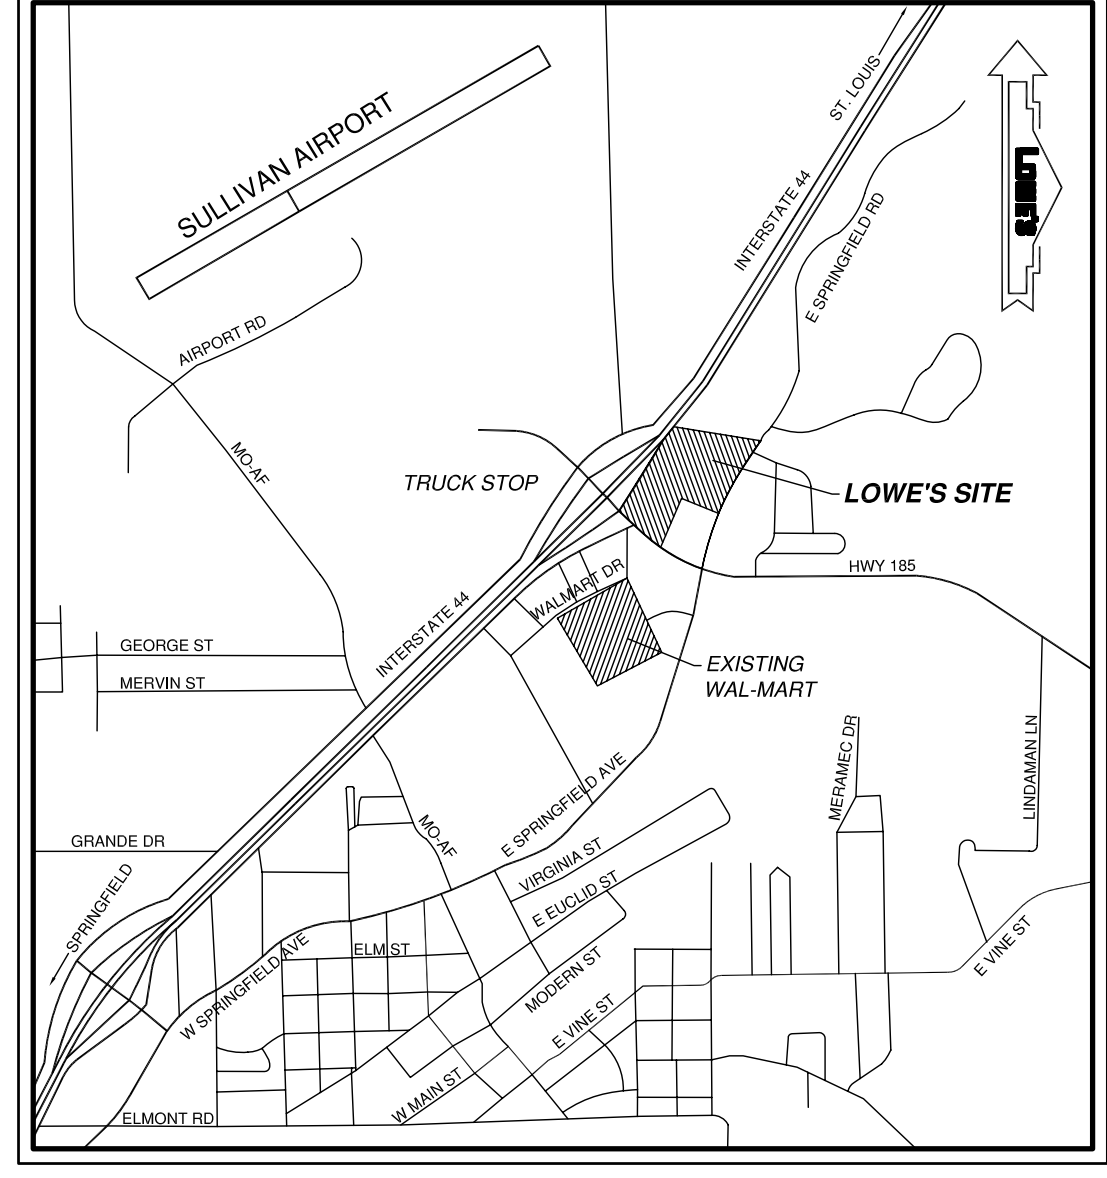 ST. LOUIS
SULLIVAN AIRPORT
LOWE'S
INTERSTATE 44
E SPRINGFIELD RD
AIRPORT RD
MO-AF
TRUCK STOP
LOWE'S SITE
HWY 185
WALMART DR
INTERSTATE 44
GEORGE ST
EXISTING
WAL-MART
MERVIN ST
MERAMEC DR
LINDAMAN LN
E SPRINGFIELD AVE
MO-AF
GRANDE DR
VIRGINIA ST
SPRINGFIELD
E EUCLID ST
ELM ST
E VINE ST
W SPRINGFIELD AVE
MODERN ST
E VINE ST
W MAIN ST
ELMONT RD